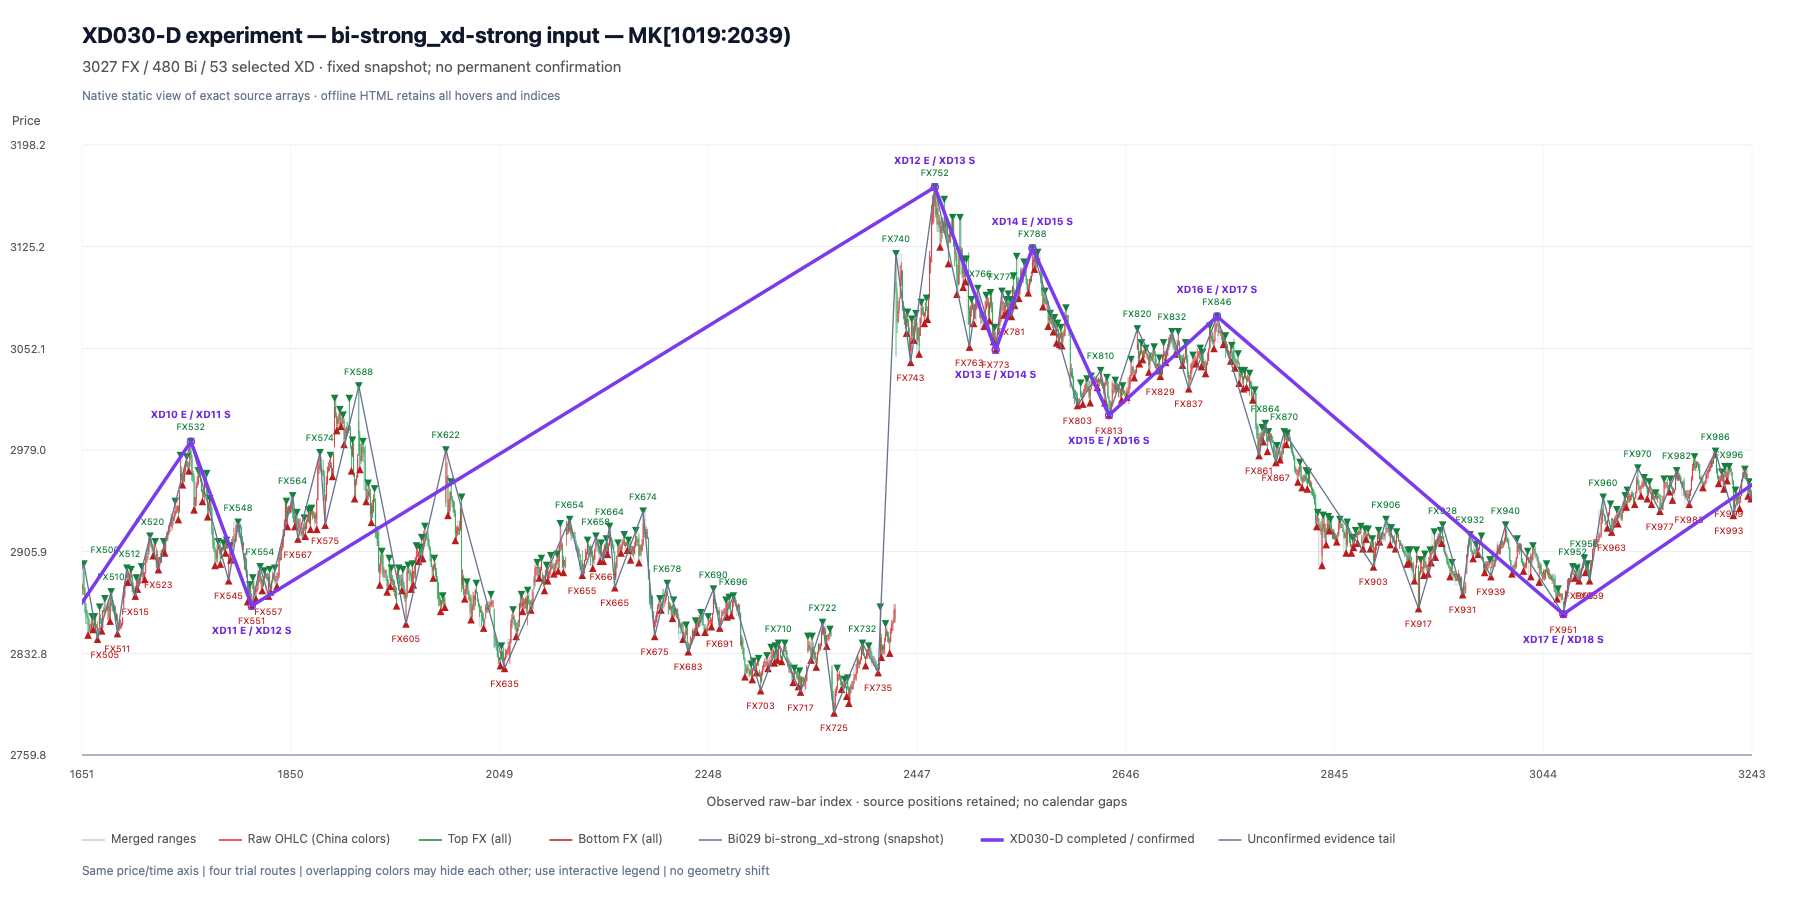 XD030-D experiment — bi-strong_xd-strong input — MK[1019:2039)
3027 FX / 480 Bi / 53 selected XD · fixed snapshot; no permanent confirmation
Native static view of exact source arrays · offline HTML retains all hovers and indices
Price
3198.2
XD12 E / XD13 S
FX752
XD14 E / XD15 S
FX788
FX740
3125.2
XD16 E / XD17 S
FX846
FX781
FX820
FX832
3052.1
FX810
FX763
FX773
XD13 E / XD14 S
FX743
FX588
FX829
FX837
XD10 E / XD11 S
FX532
FX864
FX870
FX803
FX813
XD15 E / XD16 S
FX574
FX622
FX986
2979.0
FX970
FX982
FX996
FX861
FX867
FX564
FX960
FX654
FX674
FX664
FX658
FX906
FX932
FX940
FX548
FX520
FX977
FX993
FX575
FX963
2905.9
FX512
FX554
FX567
FX952
FX510
FX523
FX678
FX690
FX696
FX903
FX655
FX665
FX545
FX939
FX515
FX557
FX722
FX931
FX551
XD11 E / XD12 S
FX605
FX917
FX710
FX732
FX951
XD17 E / XD18 S
FX505
FX511
FX675
FX691
2832.8
FX683
FX635
FX735
FX703
FX717
FX725
2759.8
1651
1850
2049
2248
2447
2646
2845
3044
3243
Observed raw-bar index · source positions retained; no calendar gaps
Merged ranges
Raw OHLC (China colors)
Top FX (all)
Bottom FX (all)
Bi029 bi-strong_xd-strong (snapshot)
XD030-D completed / confirmed
Unconfirmed evidence tail
Same price/time axis | four trial routes | overlapping colors may hide each other; use interactive legend | no geometry shift